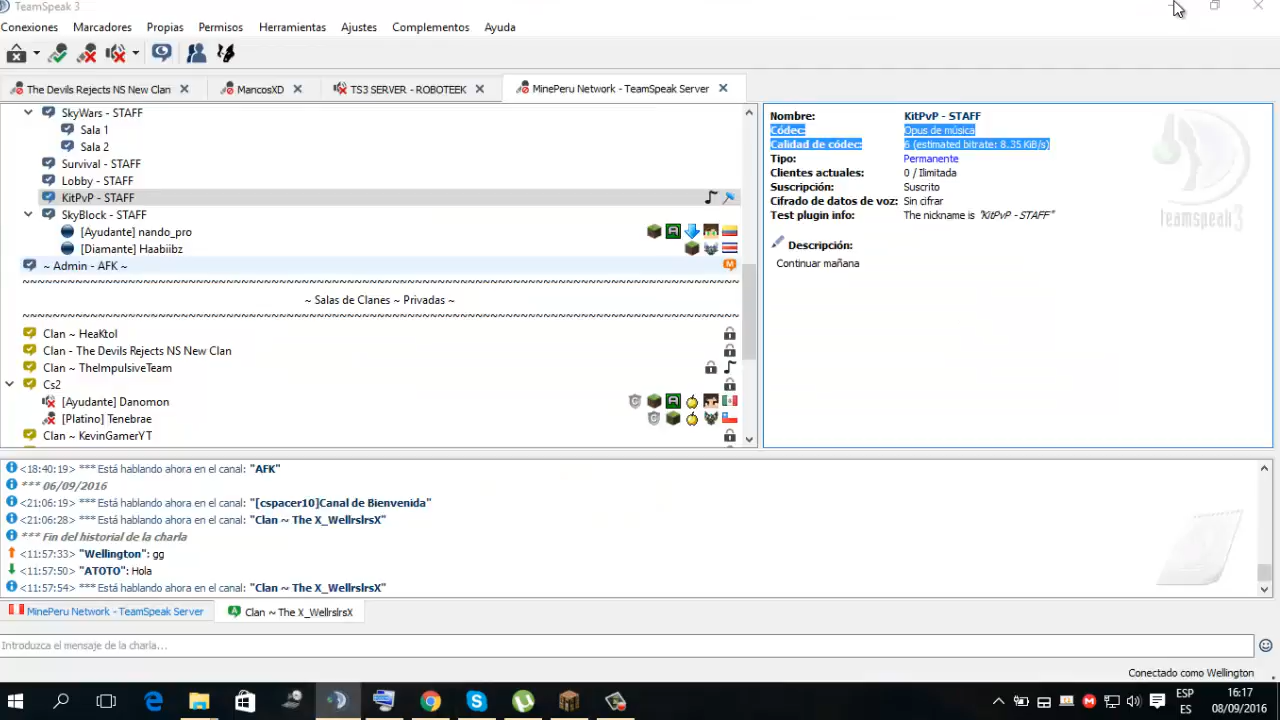 TeamSpeak 3
Conexiones Marcadores Propias Permisos Herramientas Ajustes Complementos Ayuda
The Devils Rejects NS New Clan MancosXD TS3 SERVER - ROBOTEEK MinePeru Network - TeamSpeak Server
SkyWars - STAFF
Sala 1
Sala 2
Survival - STAFF
Lobby - STAFF
KitPvP - STAFF
SkyBlock - STAFF
[Ayudante] nando_pro
[Diamante] Haabiibz
~ Admin - AFK ~
~ Salas de Clanes ~ Privadas ~
Clan ~ HeaKtol
Clan - The Devils Rejects NS New Clan
Clan ~ TheImpulsiveTeam
Cs2
[Ayudante] Danomon
[Platino] Tenebrae
Clan ~ KevinGamerYT
Nombre: KitPvP - STAFF
Códec: Opus de música
Calidad de códec: 6 (estimated bitrate: 8.35 KiB/s)
Tipo: Permanente
Clientes actuales: 0 / Ilimitada
Suscripción: Suscrito
Cifrado de datos de voz: Sin cifrar
Test plugin info: The nickname is "KitPvP - STAFF"
Descripción:
Continuar mañana
teamspeak 3
<18:40:19> *** Está hablando ahora en el canal: "AFK"
*** 06/09/2016
<21:06:19> *** Está hablando ahora en el canal: "[cspacer10]Canal de Bienvenida"
<21:06:28> *** Está hablando ahora en el canal: "Clan ~ The X_WellrslrsX"
*** Fin del historial de la charla
<11:57:33> "Wellington": gg
<11:57:50> "ATOTO": Hola
<11:57:54> *** Está hablando ahora en el canal: "Clan ~ The X_WellrslrsX"
MinePeru Network - TeamSpeak Server Clan ~ The X_WellrslrsX
Introduzca el mensaje de la charla...
Conectado como Wellington
ESP 16:17
ES 08/09/2016